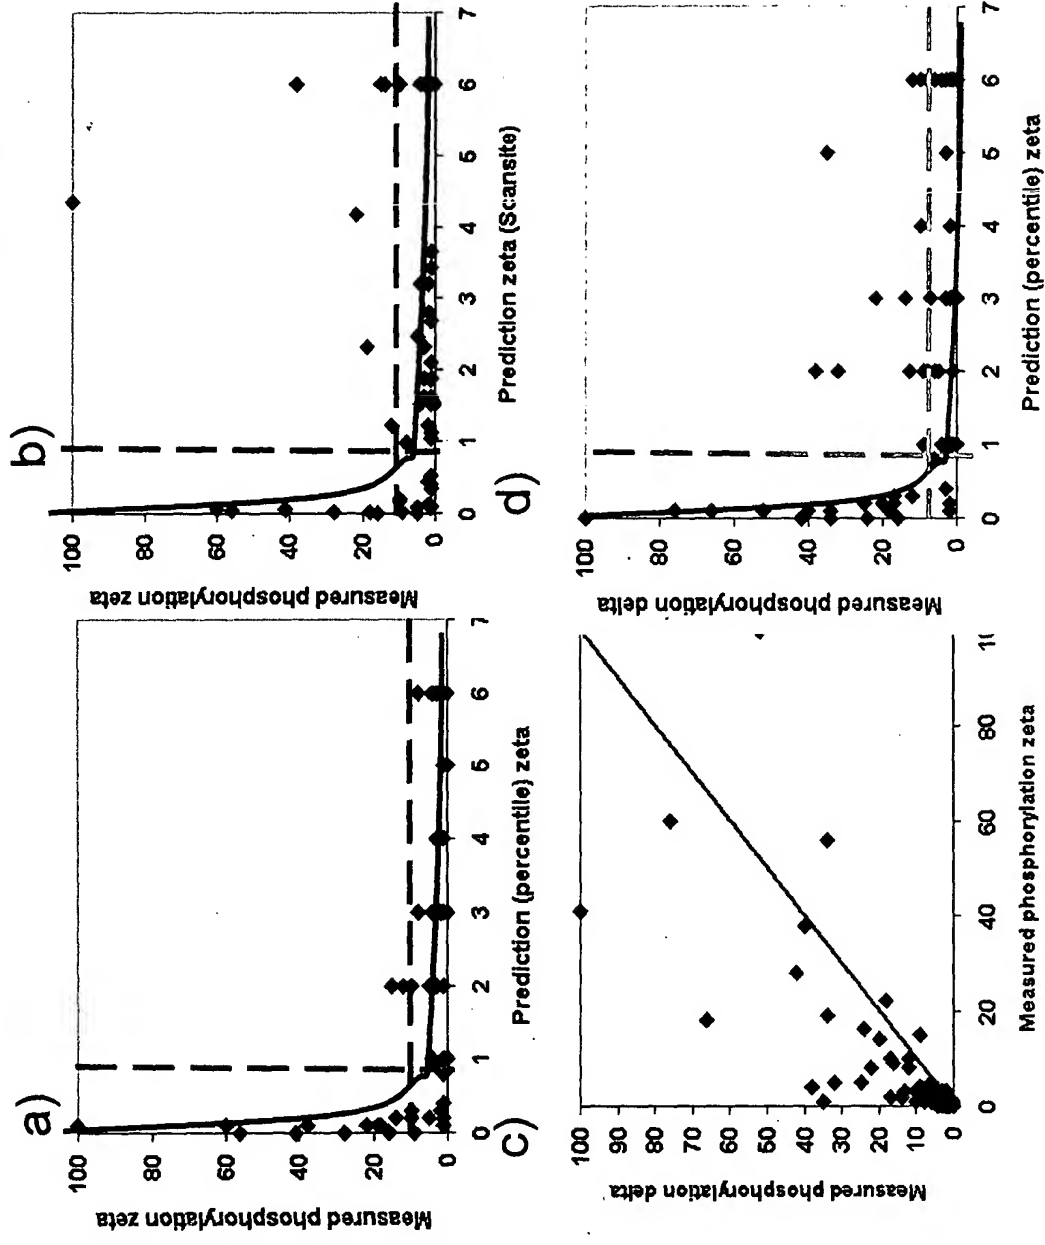 a)
Measured phosphorylation zeta
100
80
60
40
20
0
0 1 2 3 4 5 6 7
Prediction (percentile) zeta
b)
Measured phosphorylation zeta
100
80
60
40
20
0
0 1 2 3 4 5 6 7
Prediction zeta (Scansite)
c)
Measured phosphorylation delta
100
90
80
70
60
50
40
30
20
10
0
0 20 40 60 80 10
Measured phosphorylation zeta
d)
Measured phosphorylation delta
100
80
60
40
20
0
0 1 2 3 4 5 6 7
Prediction (percentile) zeta